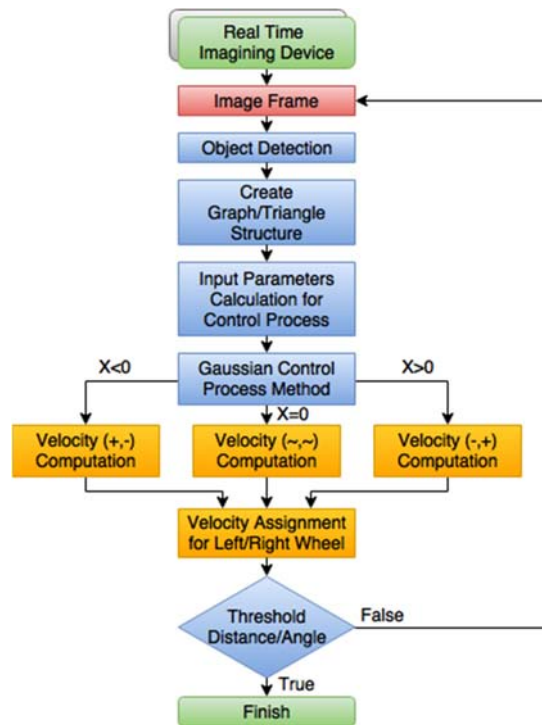 Real Time
Imagining Device
Image Frame
Object Detection
Create
Graph/Triangle
Structure
Input Parameters
Calculation for
Control Process
Gaussian Control
Process Method
X<0
X=0
X>0
Velocity (+,-)
Computation
Velocity (~,~)
Computation
Velocity (-,+)
Computation
Velocity Assignment
for Left/Right Wheel
Threshold
Distance/Angle
False
True
Finish